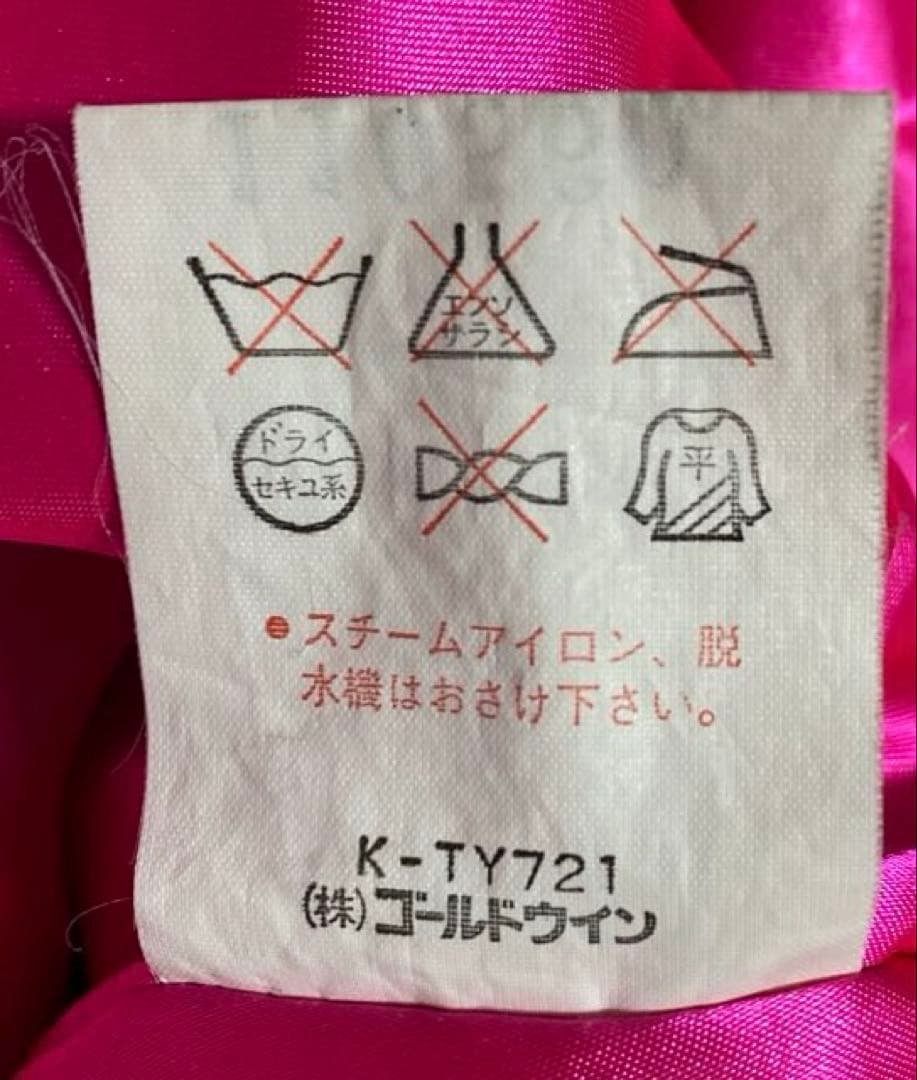 エンソ
サラシ
ドライ
セキユ系
平
●スチームアイロン、脱
水機はおさけ下さい。
K-TY721
(株)ゴールドウイン